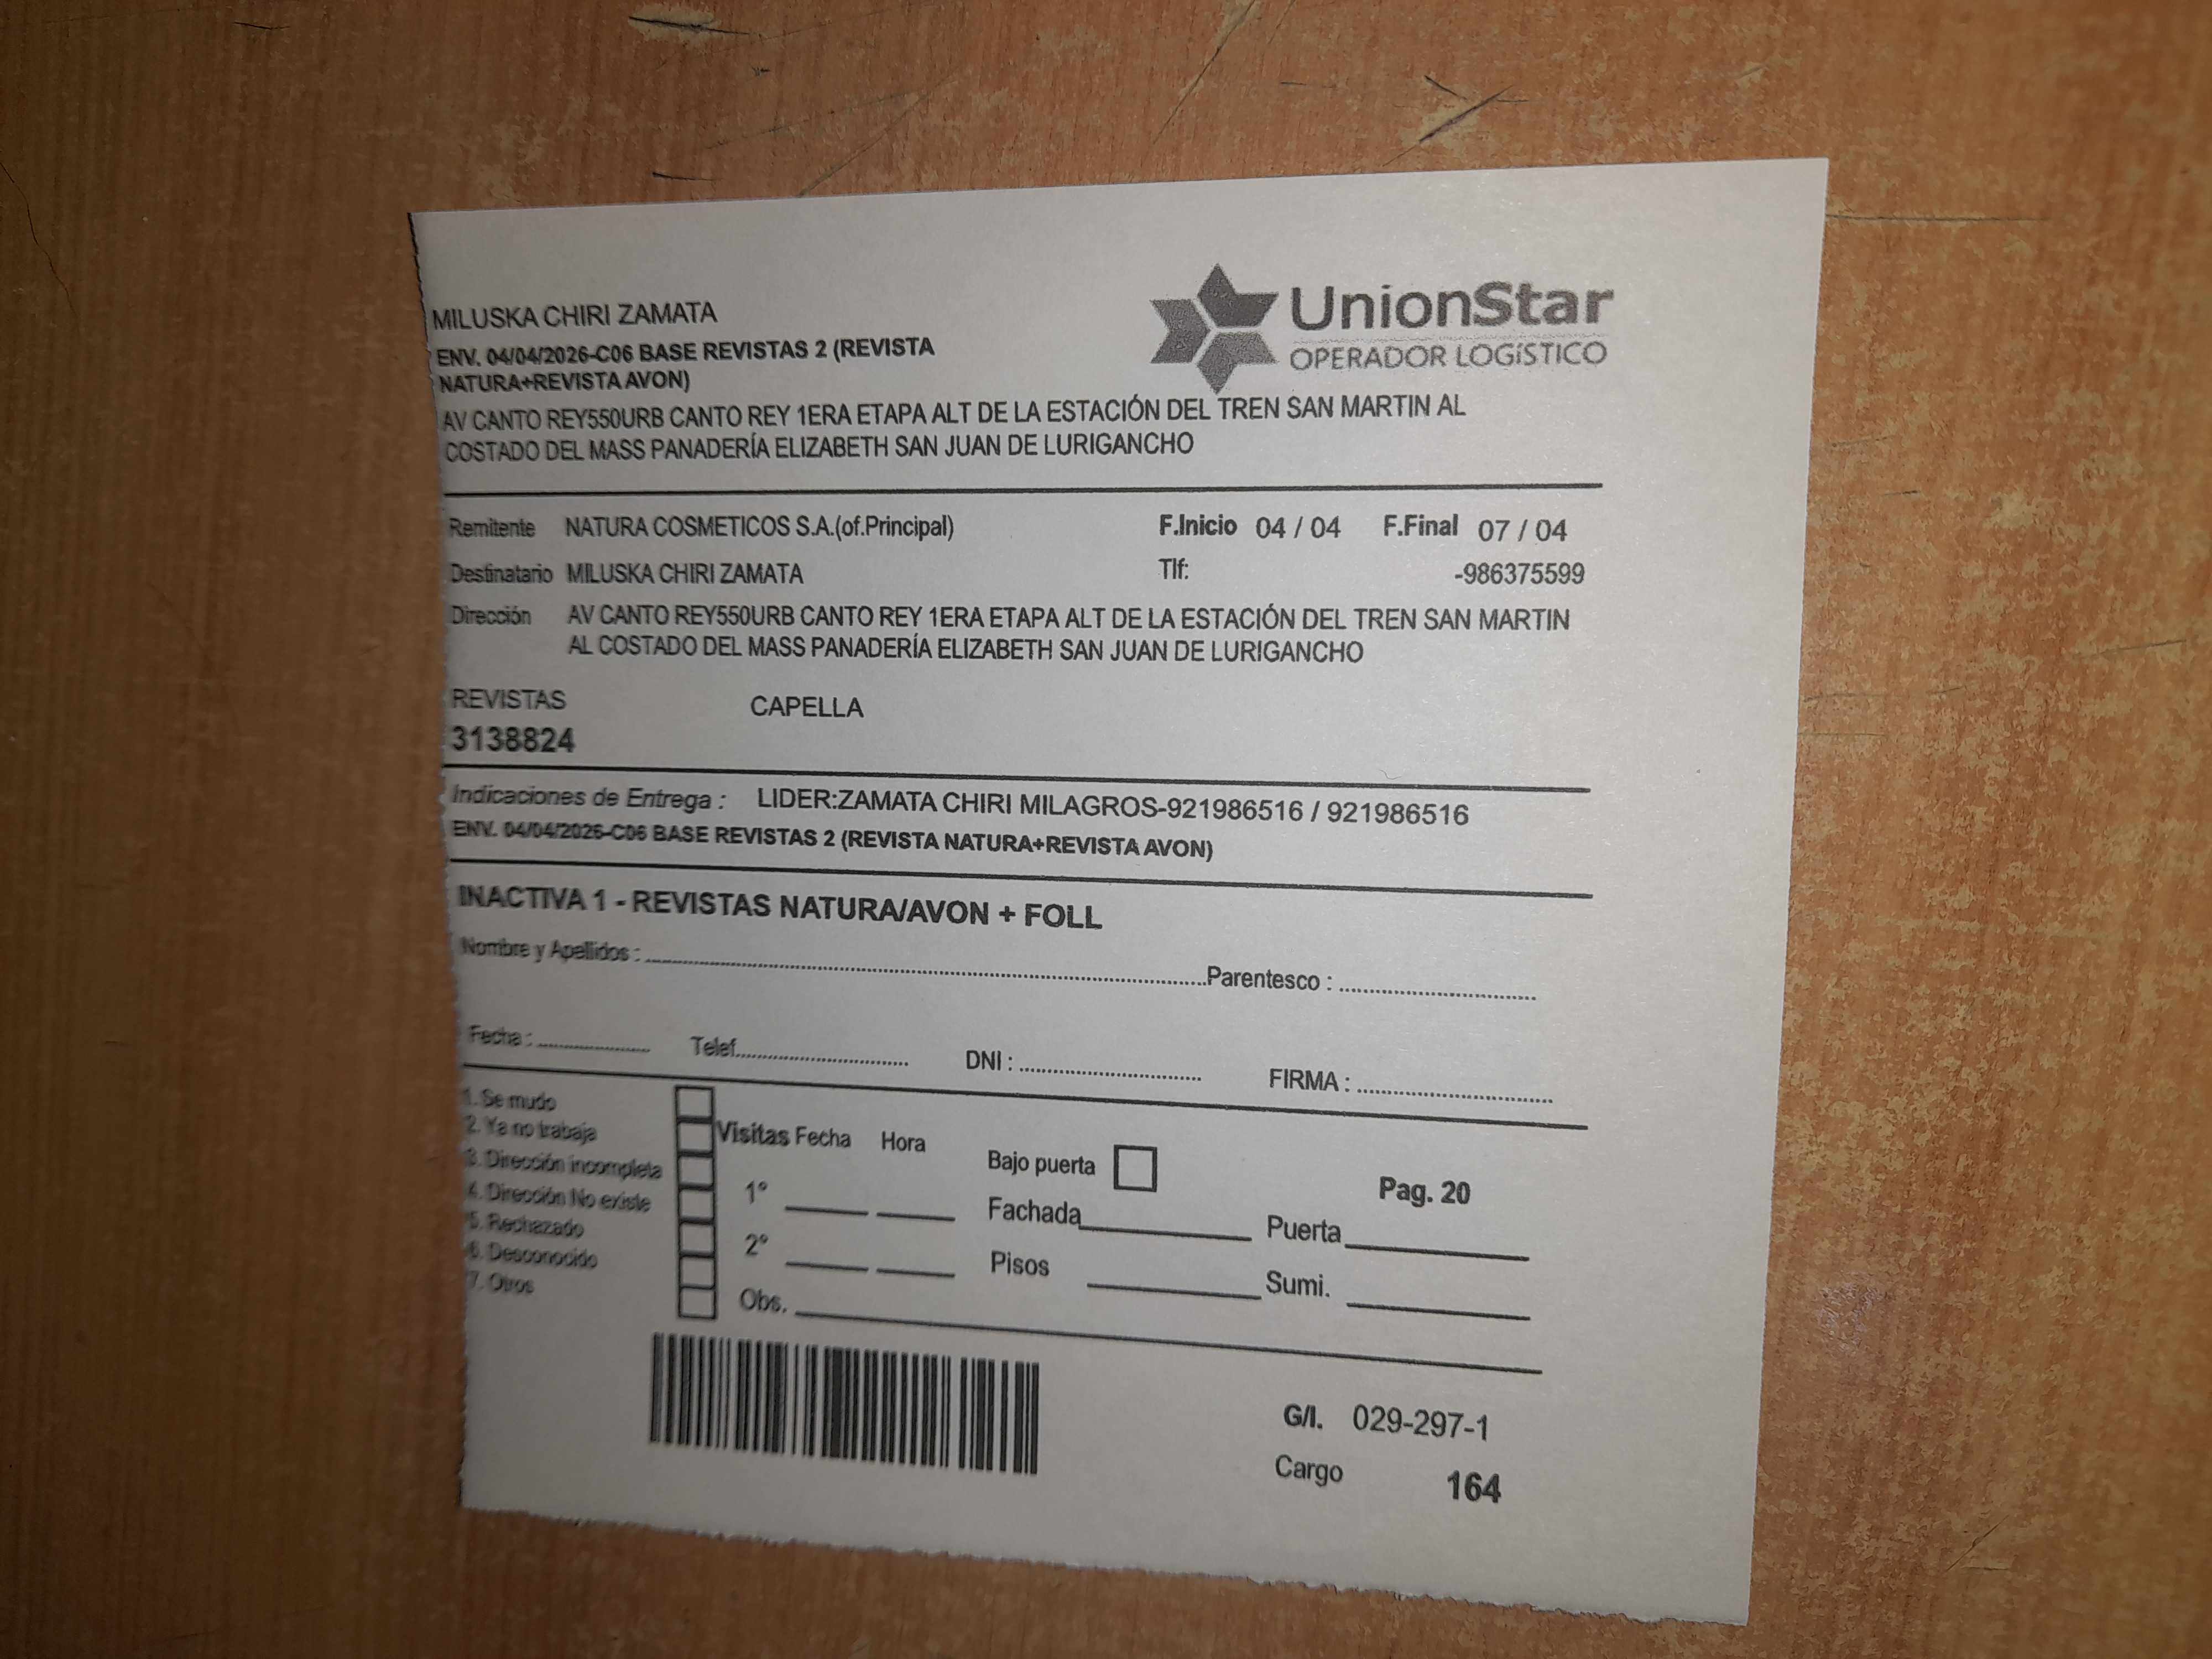 MILUSKA CHIRI ZAMATA
UnionStar
OPERADOR LOGíSTICO
ENV. 04/04/2026-C06 BASE REVISTAS 2 (REVISTA
NATURA+REVISTA AVON)
AV CANTO REY550URB CANTO REY 1ERA ETAPA ALT DE LA ESTACIÓN DEL TREN SAN MARTIN AL
COSTADO DEL MASS PANADERÍA ELIZABETH SAN JUAN DE LURIGANCHO
Remitente NATURA COSMETICOS S.A.(of.Principal) F.Inicio 04 / 04 F.Final 07 / 04
Destinatario MILUSKA CHIRI ZAMATA Tlf: -986375599
Dirección AV CANTO REY550URB CANTO REY 1ERA ETAPA ALT DE LA ESTACIÓN DEL TREN SAN MARTIN
AL COSTADO DEL MASS PANADERÍA ELIZABETH SAN JUAN DE LURIGANCHO
REVISTAS CAPELLA
3138824
Indicaciones de Entrega : LIDER:ZAMATA CHIRI MILAGROS-921986516 / 921986516
ENV. 04/04/2026-C06 BASE REVISTAS 2 (REVISTA NATURA+REVISTA AVON)
INACTIVA 1 - REVISTAS NATURA/AVON + FOLL
Nombre y Apellidos : Parentesco :
Fecha : Telef. DNI : FIRMA :
1. Se mudo
2. Ya no trabaja
3. Dirección incompleta
4. Dirección No existe
5. Rechazado
6. Desconocido
7. Otros
Visitas Fecha Hora
1°
2°
Obs.
Bajo puerta
Fachada
Pisos
Pag. 20
Puerta
Sumi.
G/I. 029-297-1
Cargo 164